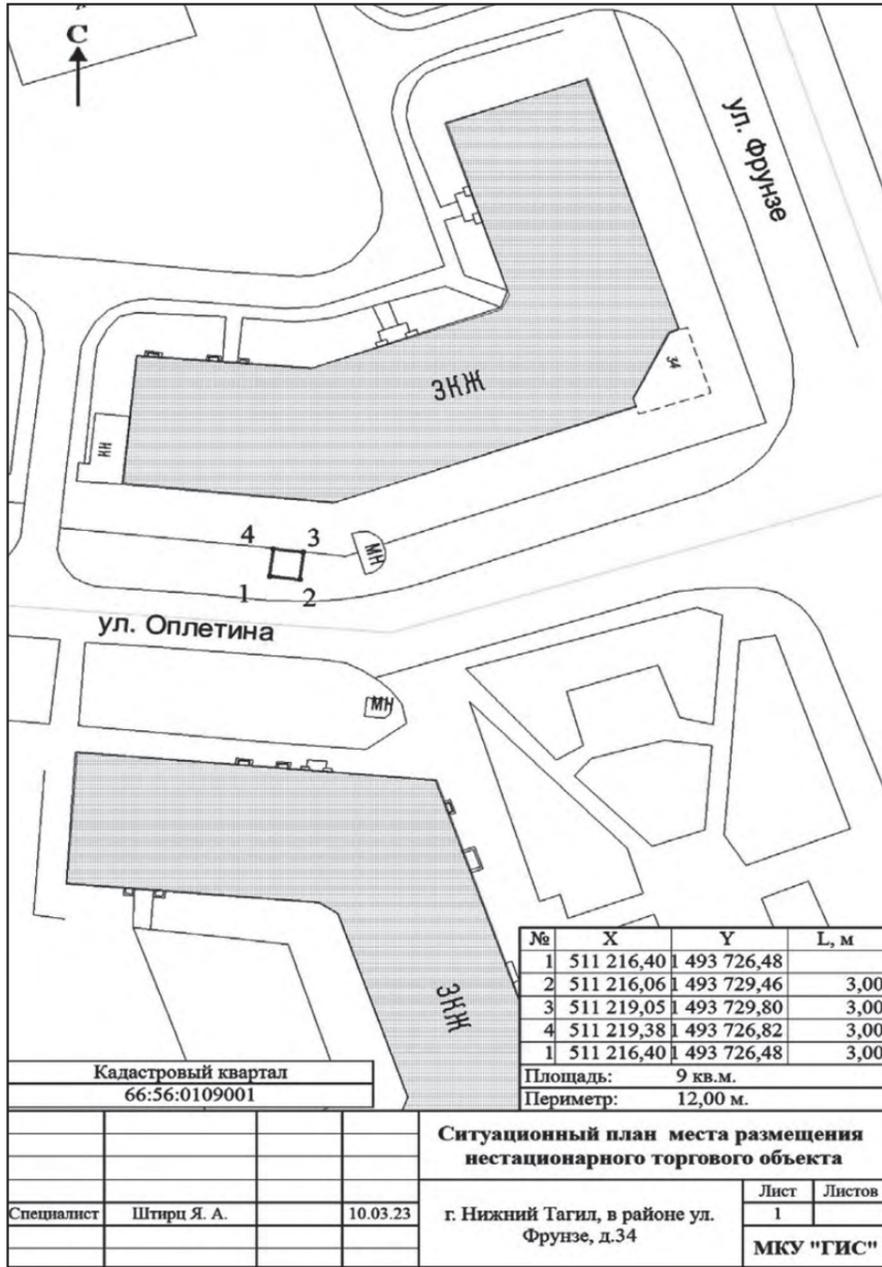 С
ул. Фрунзе
ЗКЖ
34
КН
4 3
МН
1 2
ул. Оплетина
МН
ЗКЖ
№ X Y L, м
1 511 216,40 1 493 726,48
2 511 216,06 1 493 729,46 3,00
3 511 219,05 1 493 729,80 3,00
4 511 219,38 1 493 726,82 3,00
1 511 216,40 1 493 726,48 3,00
Площадь: 9 кв.м.
Периметр: 12,00 м.
Кадастровый квартал
66:56:0109001
Ситуационный план места размещения
нестационарного торгового объекта
Специалист Штирц Я. А. 10.03.23
г. Нижний Тагил, в районе ул.
Фрунзе, д.34
Лист Листов
1
МКУ "ГИС"